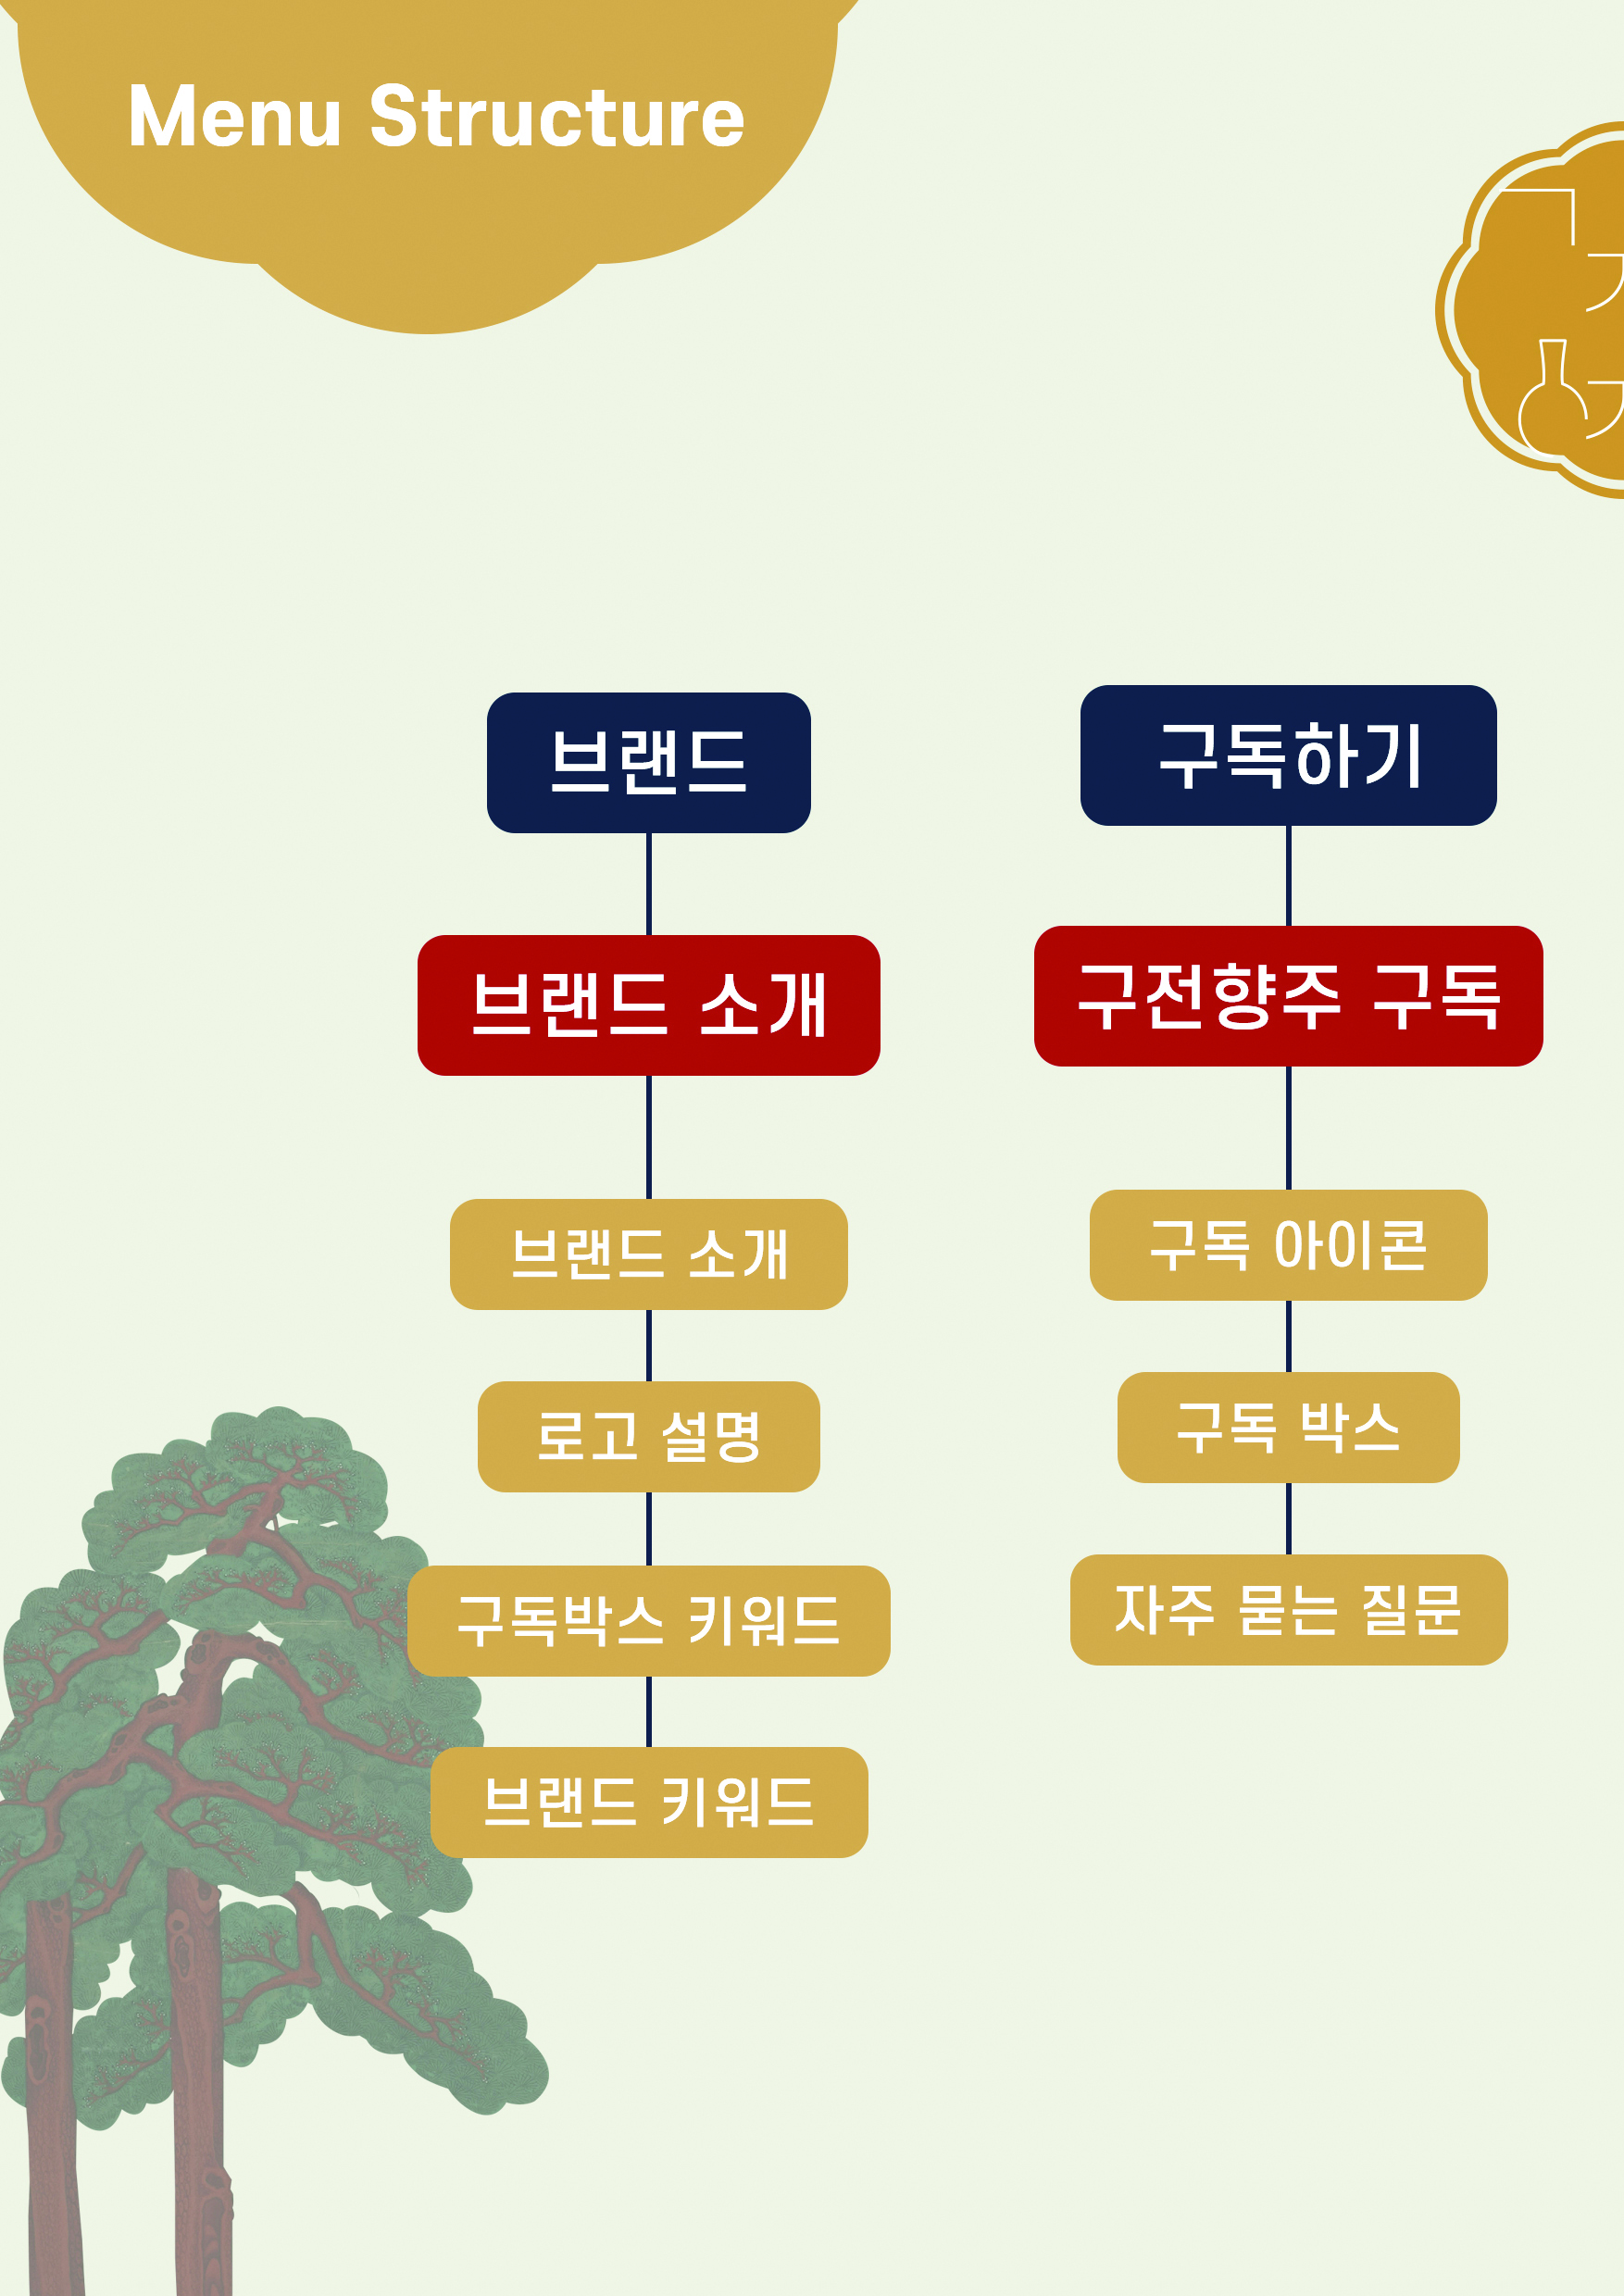 Menu Structure
브랜드
브랜드 소개
브랜드 소개
로고 설명
구독박스 키워드
브랜드 키워드
구독하기
구전향주 구독
구독 아이콘
구독 박스
자주 묻는 질문